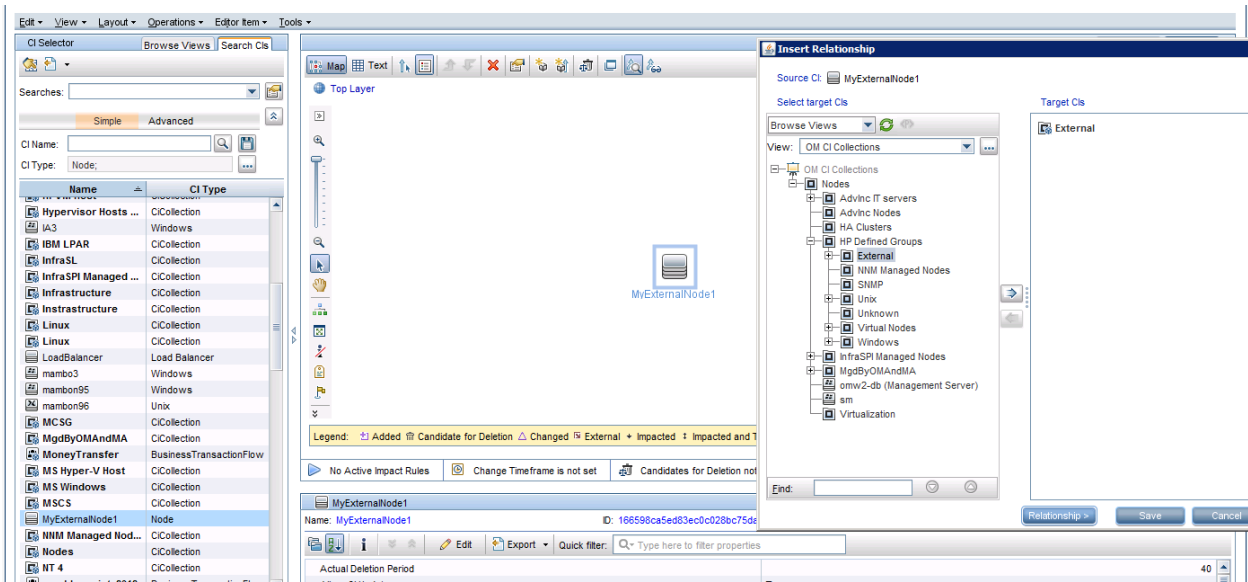 Edit View Layout Operations Editor Item Tools
CI Selector Browse Views Search CIs
Searches:
Simple Advanced
CI Name:
CI Type: Node;
Name CI Type
Hypervisor Hosts ... CiCollection
IA3 Windows
IBM LPAR CiCollection
InfraSL CiCollection
InfraSPI Managed ... CiCollection
Infrastructure CiCollection
Instrastructure CiCollection
Linux CiCollection
Linux CiCollection
LoadBalancer Load Balancer
mambo3 Windows
mambon95 Windows
mambon96 Unix
MCSG CiCollection
MgdByOMAndMA CiCollection
MoneyTransfer BusinessTransactionFlow
MS Hyper-V Host CiCollection
MS Windows CiCollection
MSCS CiCollection
MyExternalNode1 Node
NNM Managed Nod... CiCollection
Nodes CiCollection
NT 4 CiCollection
Map Text
Top Layer
MyExternalNode1
Legend: Added Candidate for Deletion Changed External Impacted Impacted and T
No Active Impact Rules Change Timeframe is not set Candidates for Deletion not
MyExternalNode1
Name: MyExternalNode1 ID: 166598ca5ed83ec0c028bc75da
Edit Export Quick filter: Type here to filter properties
Actual Deletion Period 40
Insert Relationship
Source CI: MyExternalNode1
Select target CIs Target CIs
Browse Views
View: OM CI Collections
OM CI Collections
Nodes
AdvInc IT servers
AdvInc Nodes
HA Clusters
HP Defined Groups
External
NNM Managed Nodes
SNMP
Unix
Unknown
Virtual Nodes
Windows
InfraSPI Managed Nodes
MgdByOMAndMA
omw2-db (Management Server)
sm
Virtualization
Find:
External
Relationship > Save Cancel